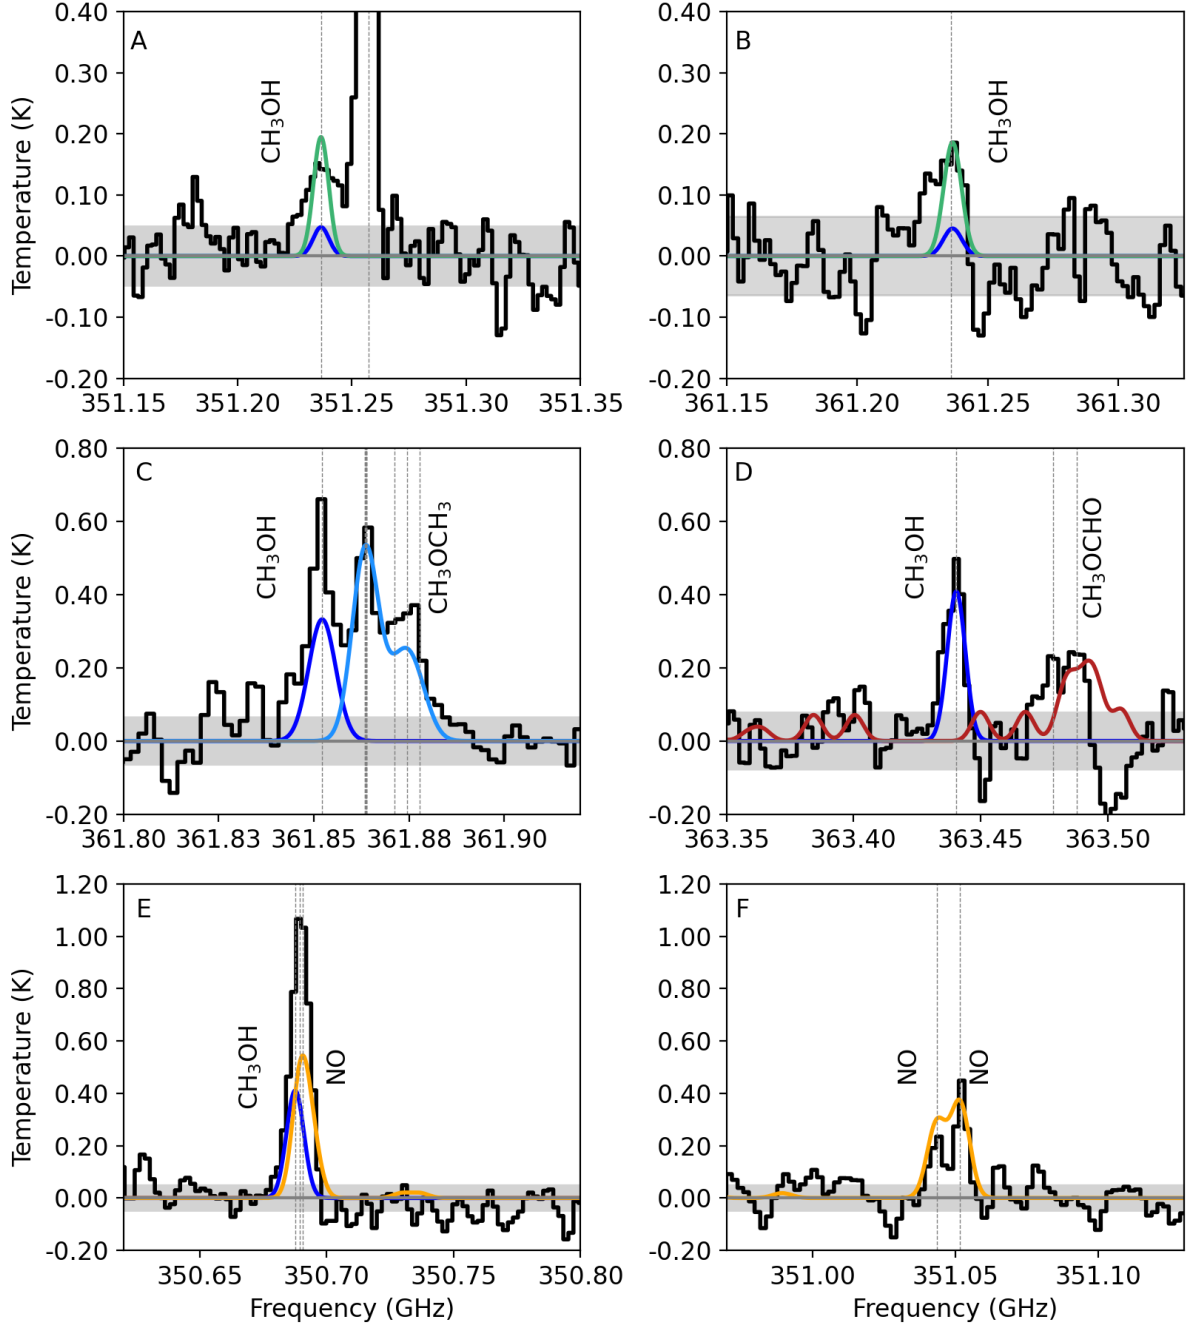 A
B
0.40
0.30
0.20
0.10
0.00
-0.10
-0.20
Temperature (K)
CH₃OH
CH₃OH
351.15 351.20 351.25 351.30 351.35
361.15 361.20 361.25 361.30
C
D
0.80
0.60
0.40
0.20
0.00
-0.20
Temperature (K)
CH₃OH
CH₃OCH₃
CH₃OH
CH₃OCHO
361.80 361.83 361.85 361.88 361.90
363.35 363.40 363.45 363.50
E
F
1.20
1.00
0.80
0.60
0.40
0.20
0.00
-0.20
Temperature (K)
CH₃OH
NO
NO
NO
350.65 350.70 350.75 350.80
351.00 351.05 351.10
Frequency (GHz)
Frequency (GHz)
0.40
0.30
0.20
0.10
0.00
-0.10
-0.20
0.80
0.60
0.40
0.20
0.00
-0.20
1.20
1.00
0.80
0.60
0.40
0.20
0.00
-0.20